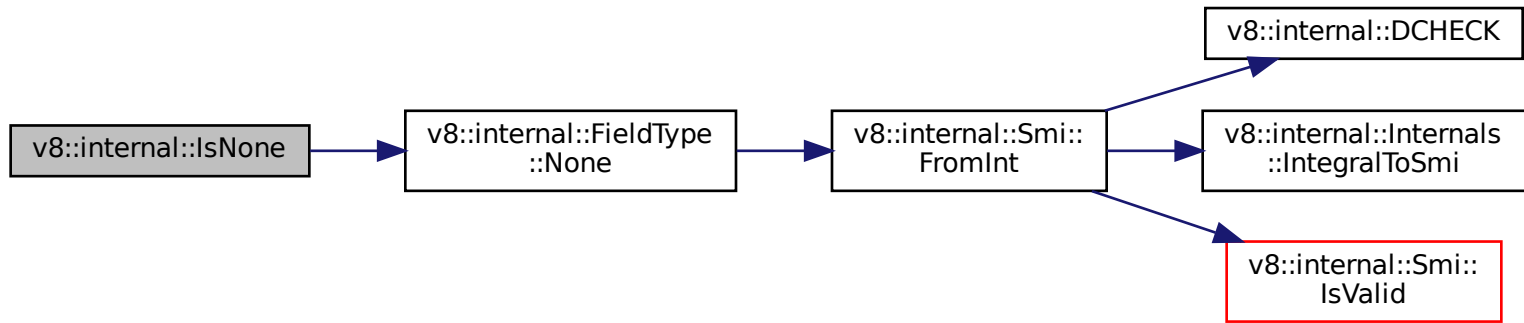 v8::internal::IsNone
v8::internal::FieldType
::None
v8::internal::Smi::
FromInt
v8::internal::DCHECK
v8::internal::Internals
::IntegralToSmi
v8::internal::Smi::
IsValid